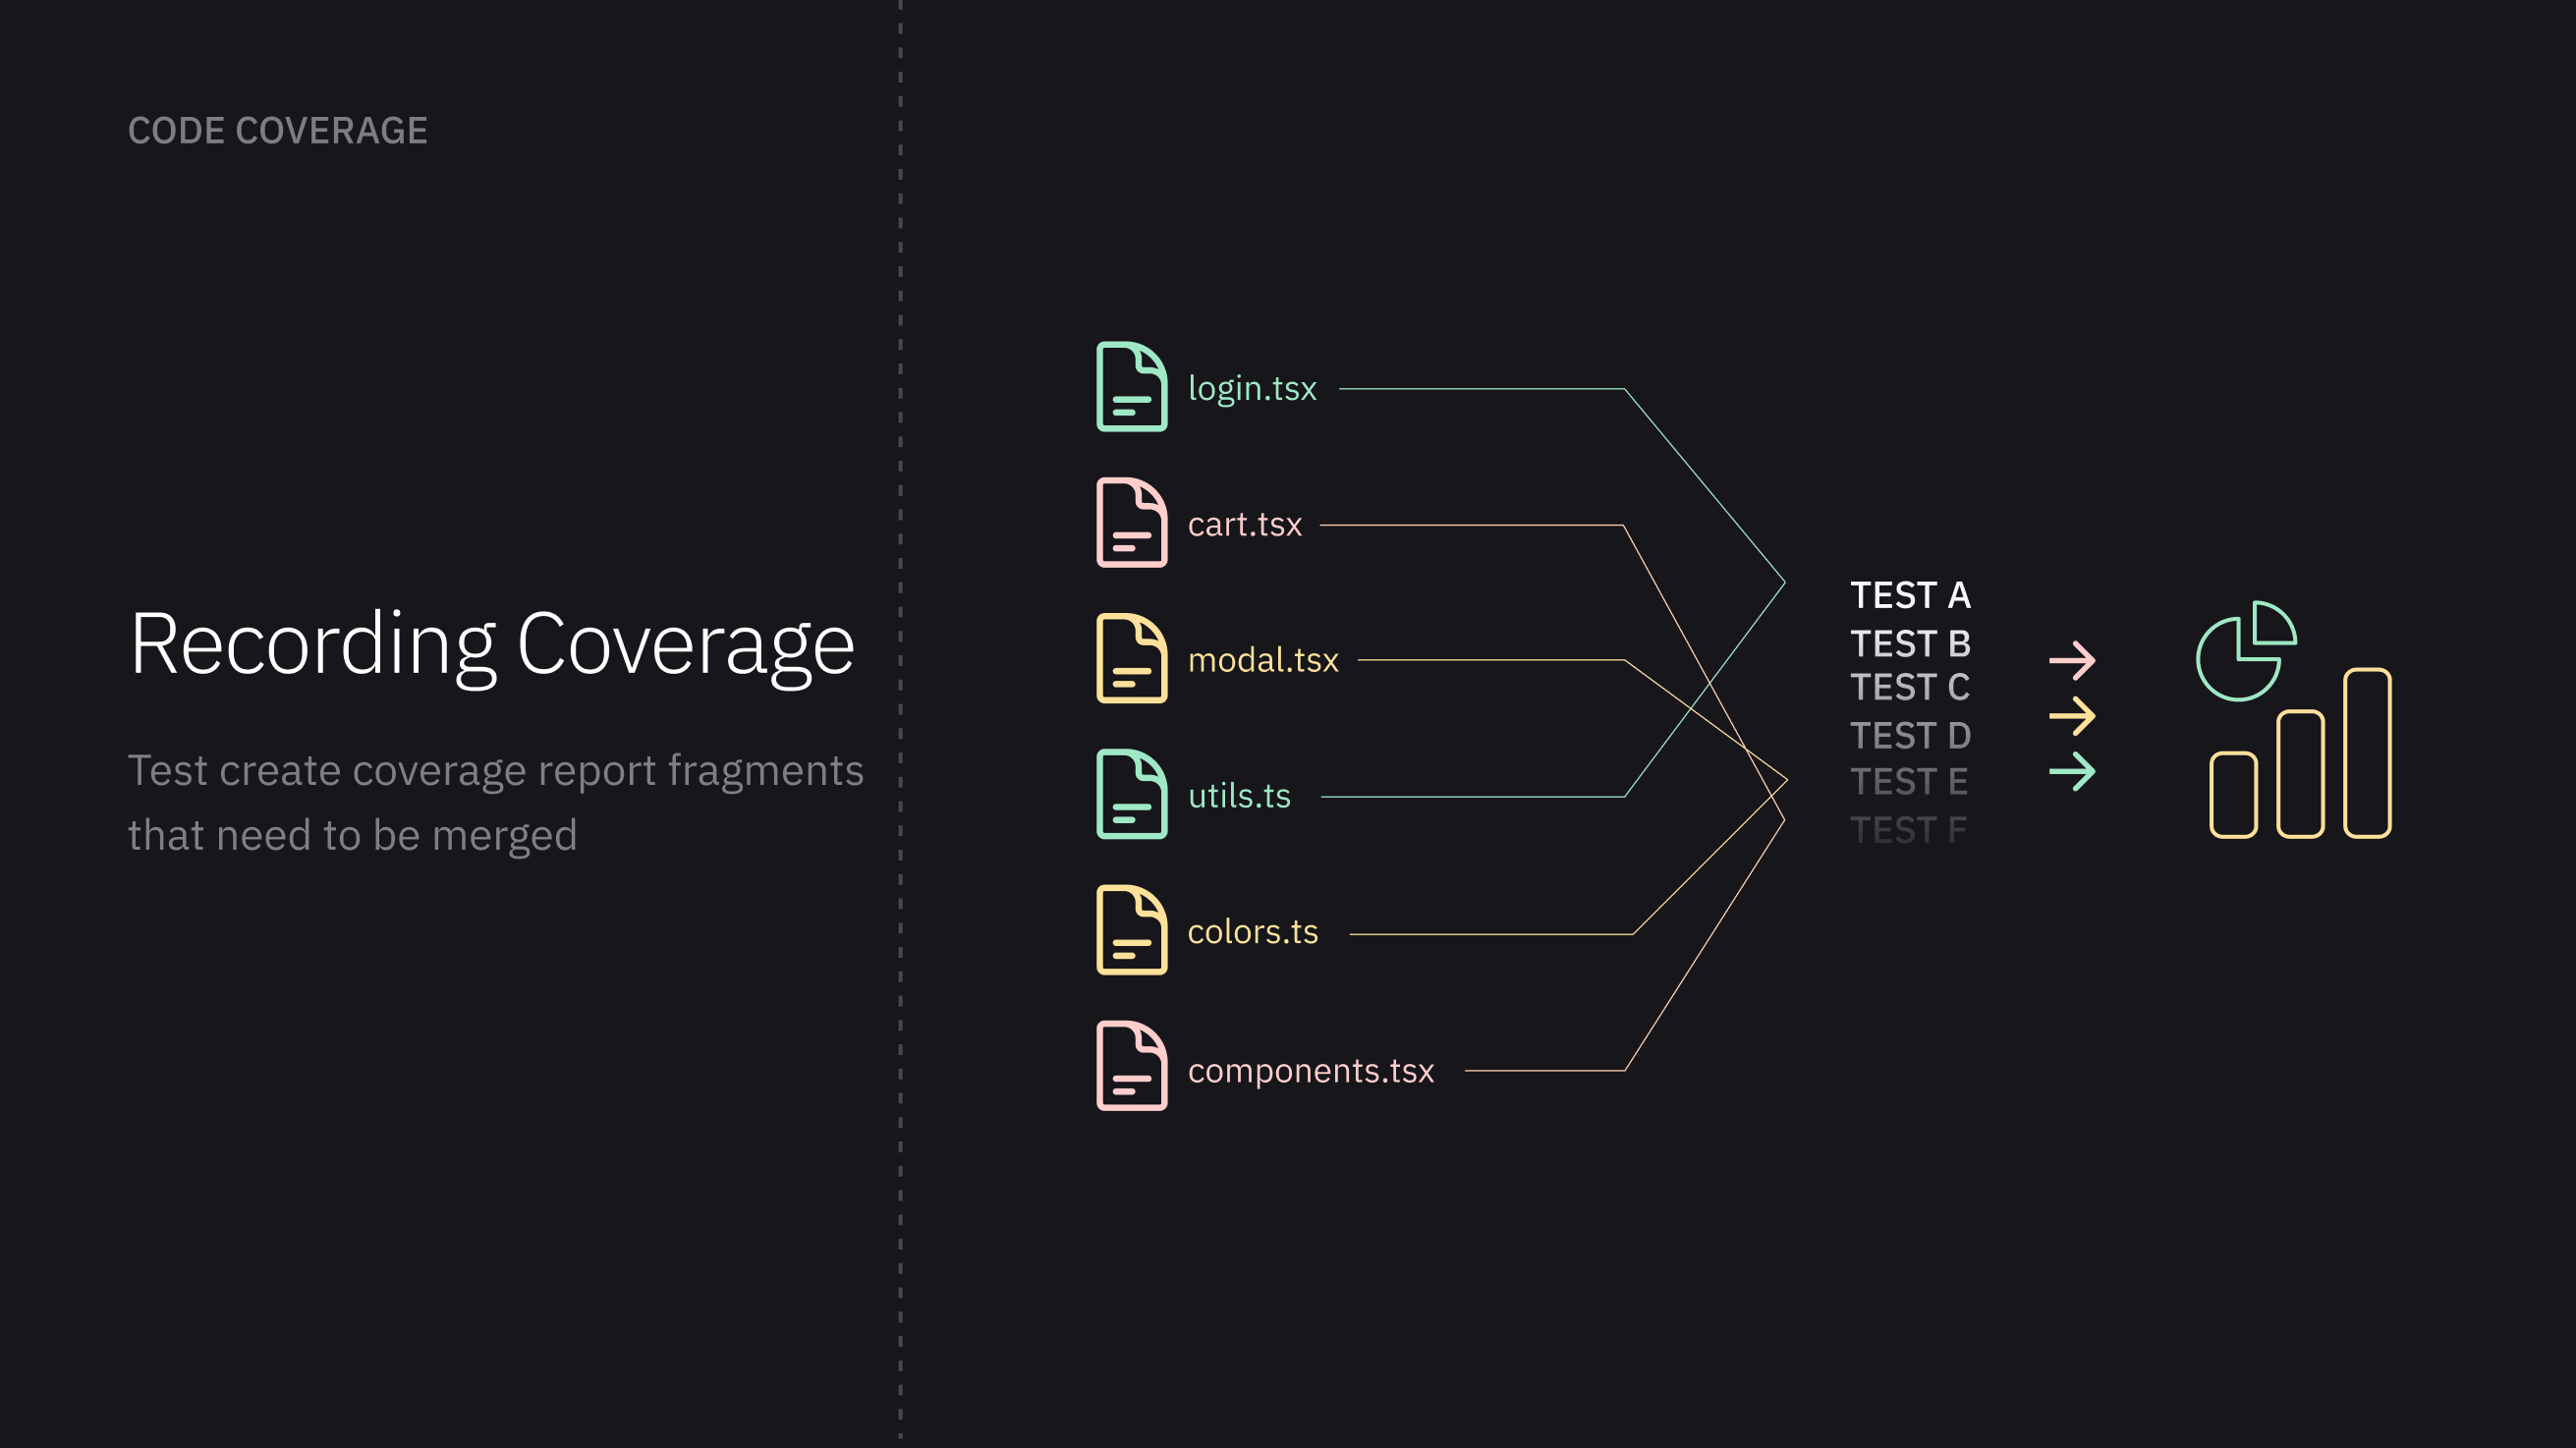 CODE COVERAGE
Recording Coverage
Test create coverage report fragments
that need to be merged
login.tsx
cart.tsx
modal.tsx
utils.ts
colors.ts
components.tsx
TEST A
TEST B
TEST C
TEST D
TEST E
TEST F